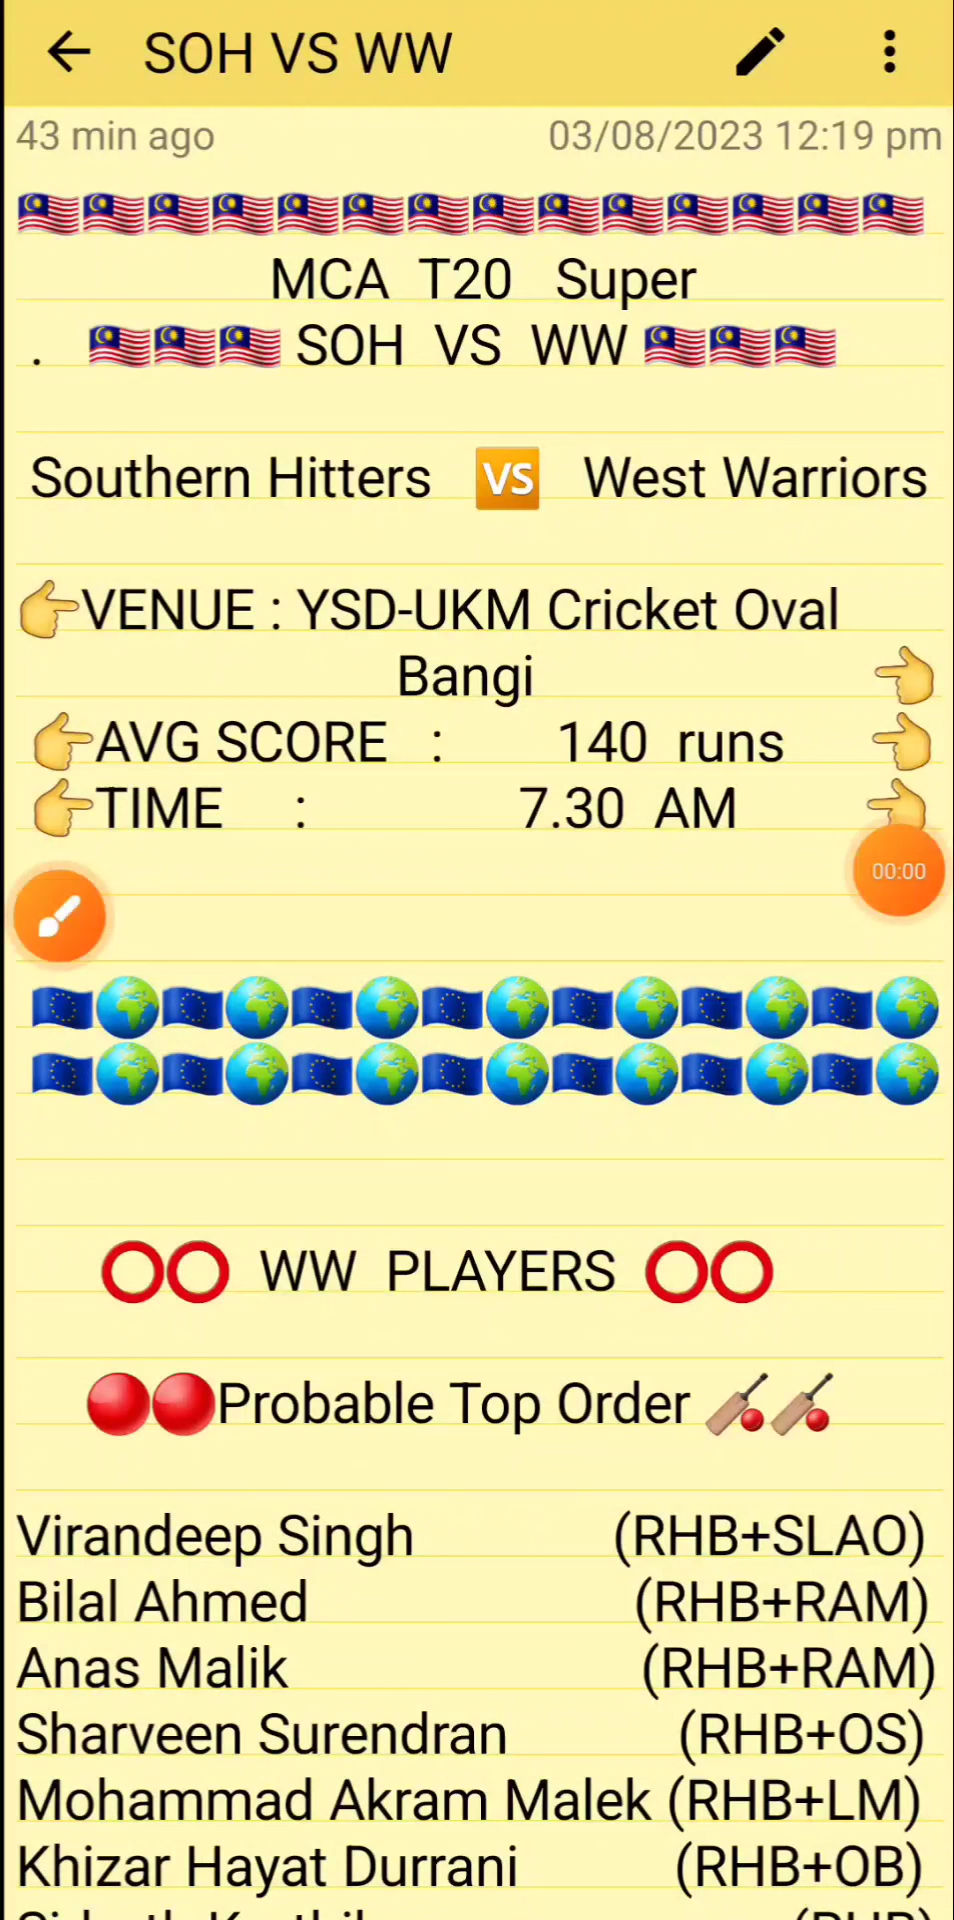 SOH VS WW
43 min ago 03/08/2023 12:19 pm
MCA T20 Super
. SOH VS WW
Southern Hitters VS West Warriors
VENUE : YSD-UKM Cricket Oval
Bangi
AVG SCORE : 140 runs
TIME : 7.30 AM
00:00
WW PLAYERS
Probable Top Order
Virandeep Singh (RHB+SLAO)
Bilal Ahmed (RHB+RAM)
Anas Malik (RHB+RAM)
Sharveen Surendran (RHB+OS)
Mohammad Akram Malek (RHB+LM)
Khizar Hayat Durrani (RHB+OB)